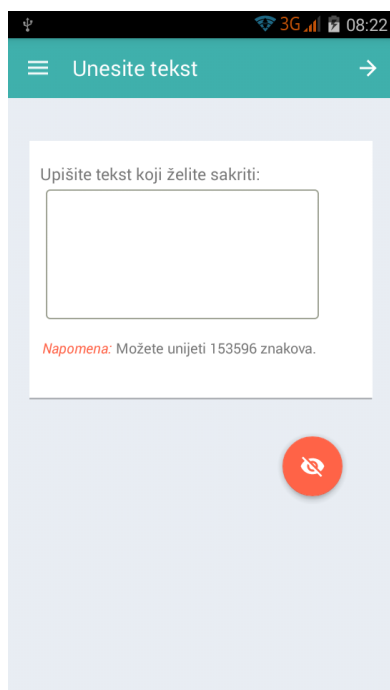 3G 08:22
Unesite tekst
Upišite tekst koji želite sakriti:
Napomena: Možete unijeti 153596 znakova.